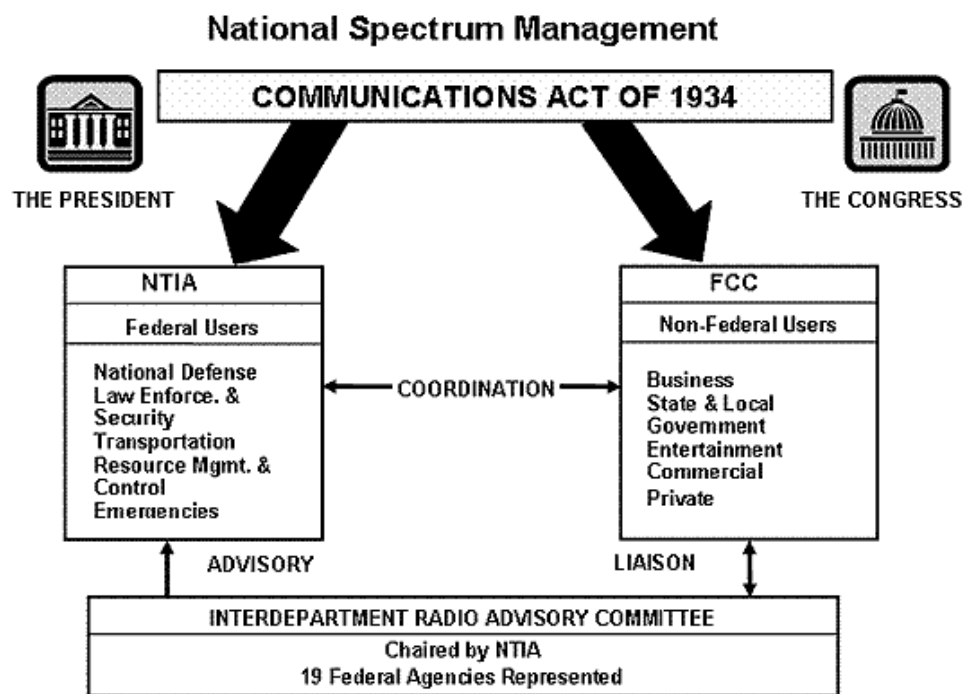 National Spectrum Management
COMMUNICATIONS ACT OF 1934
THE PRESIDENT
THE CONGRESS
NTIA
Federal Users
National Defense
Law Enforce. &
Security
Transportation
Resource Mgmt. &
Control
Emergencies
COORDINATION
FCC
Non-Federal Users
Business
State & Local
Government
Entertainment
Commercial
Private
ADVISORY
LIAISON
INTERDEPARTMENT RADIO ADVISORY COMMITTEE
Chaired by NTIA
19 Federal Agencies Represented